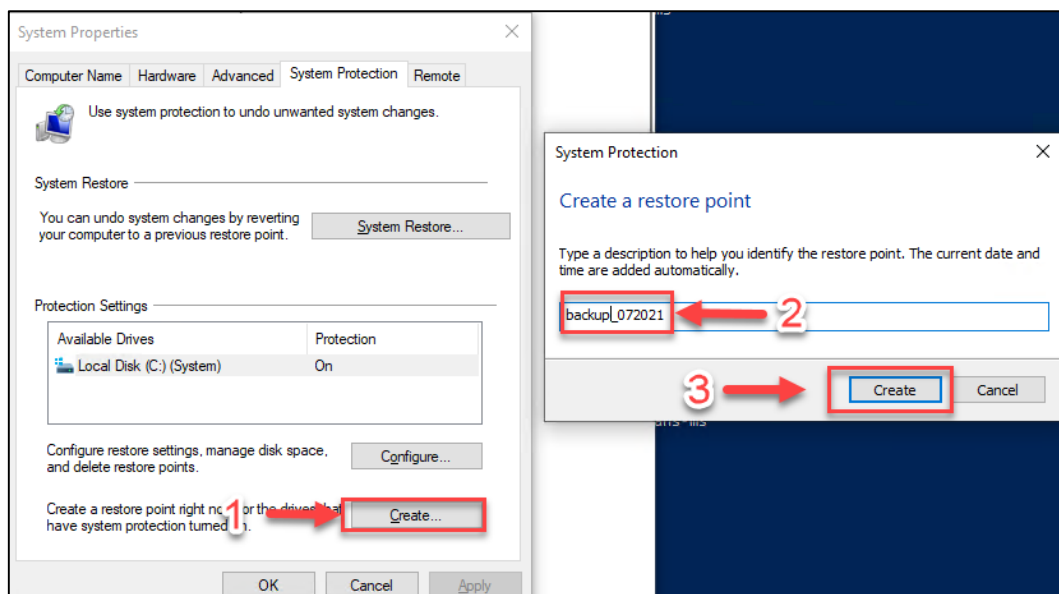 System Properties
Computer Name Hardware Advanced System Protection Remote
Use system protection to undo unwanted system changes.
System Restore
You can undo system changes by reverting
your computer to a previous restore point.
System Restore...
Protection Settings
Available Drives Protection
Local Disk (C:) (System) On
Configure restore settings, manage disk space,
and delete restore points.
Configure...
Create a restore point right for the drives
have system protection turned
1
Create...
OK Cancel Apply
System Protection
Create a restore point
Type a description to help you identify the restore point. The current date and
time are added automatically.
backup_072021
2
3
Create Cancel